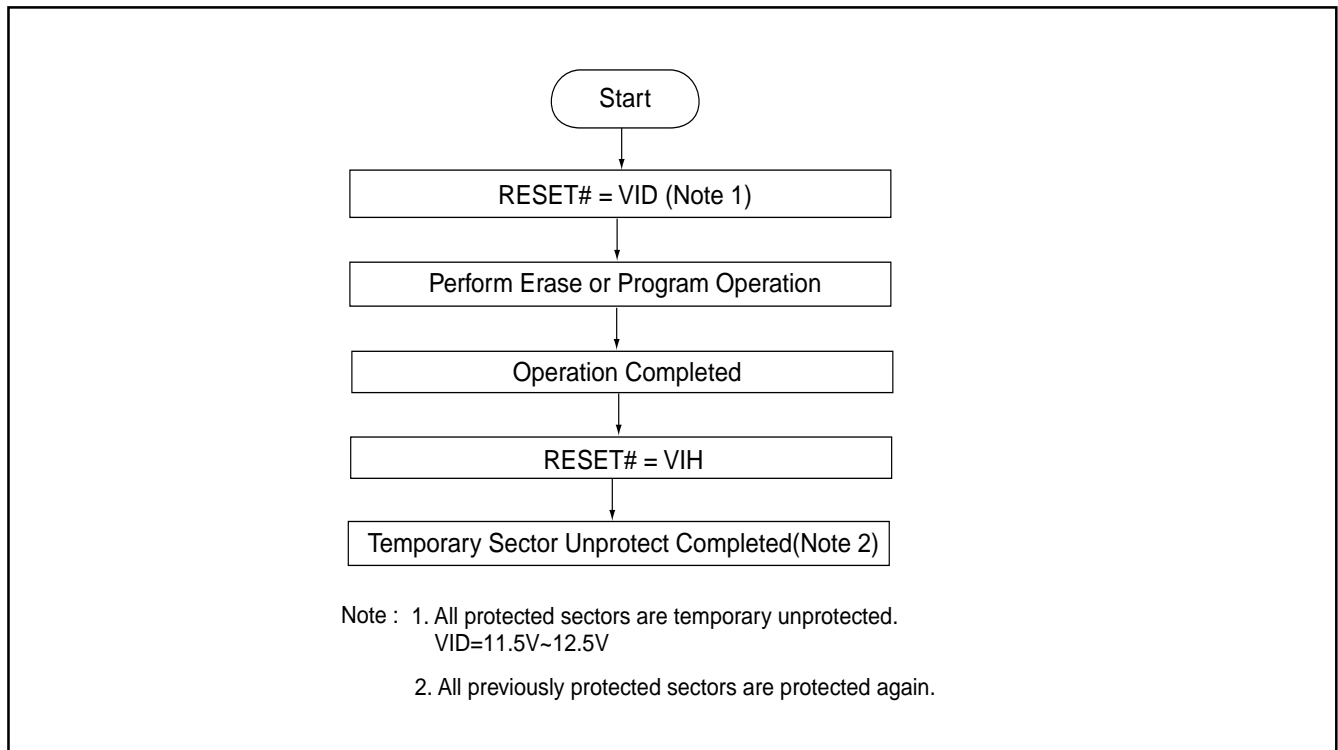 Start
RESET# = VID (Note 1)
Perform Erase or Program Operation
Operation Completed
RESET# = VIH
Temporary Sector Unprotect Completed(Note 2)
Note : 1. All protected sectors are temporary unprotected.
VID=11.5V~12.5V
2. All previously protected sectors are protected again.